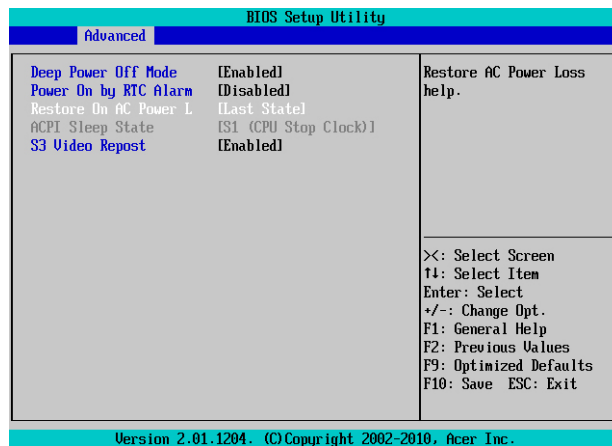 BIOS Setup Utility
Advanced
Deep Power Off Mode [Enabled]
Power On by RTC Alarm [Disabled]
Restore On AC Power L [Last State]
ACPI Sleep State [S1 (CPU Stop Clock)]
S3 Video Repost [Enabled]
Restore AC Power Loss
help.
><: Select Screen
↑↓: Select Item
Enter: Select
+/-: Change Opt.
F1: General Help
F2: Previous Values
F9: Optimized Defaults
F10: Save ESC: Exit
Version 2.01.1204. (C)Copyright 2002-2010, Acer Inc.